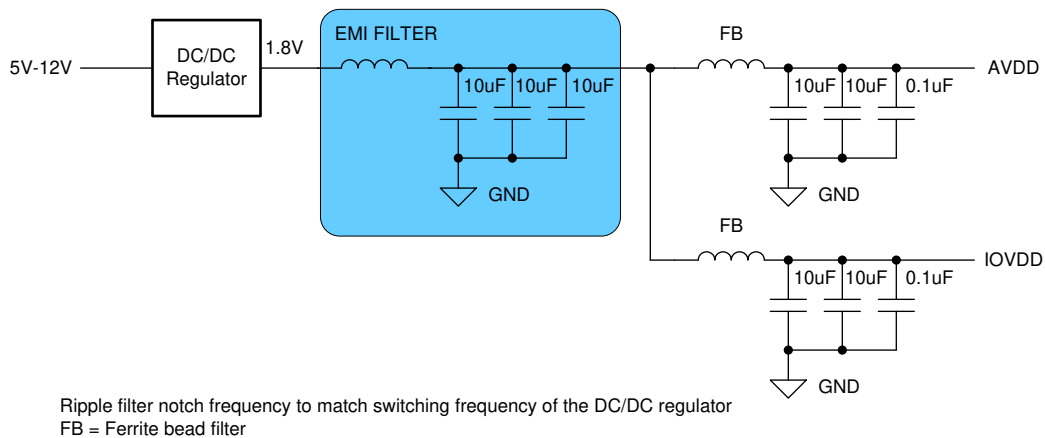 EMI FILTER
FB
5V-12V
DC/DC
Regulator
1.8V
AVDD
10uF 10uF 10uF
10uF 10uF 0.1uF
GND
GND
FB
IOVDD
10uF 10uF 0.1uF
GND
Ripple filter notch frequency to match switching frequency of the DC/DC regulator
FB = Ferrite bead filter